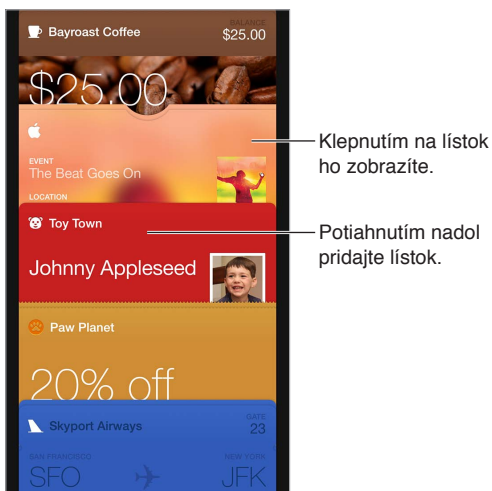 Bayroast Coffee
BALANCE
$25.00
$25.00
EVENT
The Beat Goes On
LOCATION
Klepnutím na lístok
ho zobrazíte.
Toy Town
Johnny Appleseed
Potiahnutím nadol
pridajte lístok.
Paw Planet
20% off
Skyport Airways
GATE
23
SAN FRANCISCO
SFO
NEW YORK
JFK